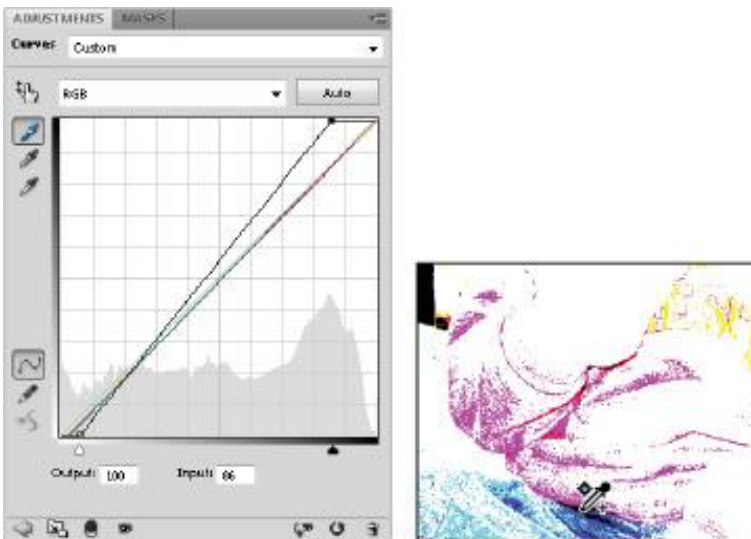 ADJUSTMENTS MASKS
Curves Custom
RGB Auto
Output: 100 Input: 86